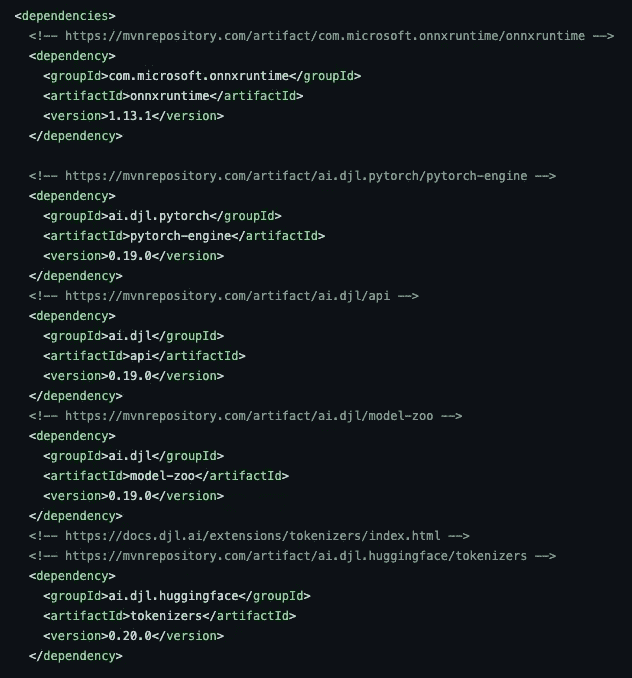 <dependencies>
<!-- https://mvnrepository.com/artifact/com.microsoft.onnxruntime/onnxruntime -->
<dependency>
<groupId>com.microsoft.onnxruntime</groupId>
<artifactId>onnxruntime</artifactId>
<version>1.13.1</version>
</dependency>
<!-- https://mvnrepository.com/artifact/ai.djl.pytorch/pytorch-engine -->
<dependency>
<groupId>ai.djl.pytorch</groupId>
<artifactId>pytorch-engine</artifactId>
<version>0.19.0</version>
</dependency>
<!-- https://mvnrepository.com/artifact/ai.djl/api -->
<dependency>
<groupId>ai.djl</groupId>
<artifactId>api</artifactId>
<version>0.19.0</version>
</dependency>
<!-- https://mvnrepository.com/artifact/ai.djl/model-zoo -->
<dependency>
<groupId>ai.djl</groupId>
<artifactId>model-zoo</artifactId>
<version>0.19.0</version>
</dependency>
<!-- https://docs.djl.ai/extensions/tokenizers/index.html -->
<!-- https://mvnrepository.com/artifact/ai.djl.huggingface/tokenizers -->
<dependency>
<groupId>ai.djl.huggingface</groupId>
<artifactId>tokenizers</artifactId>
<version>0.20.0</version>
</dependency>